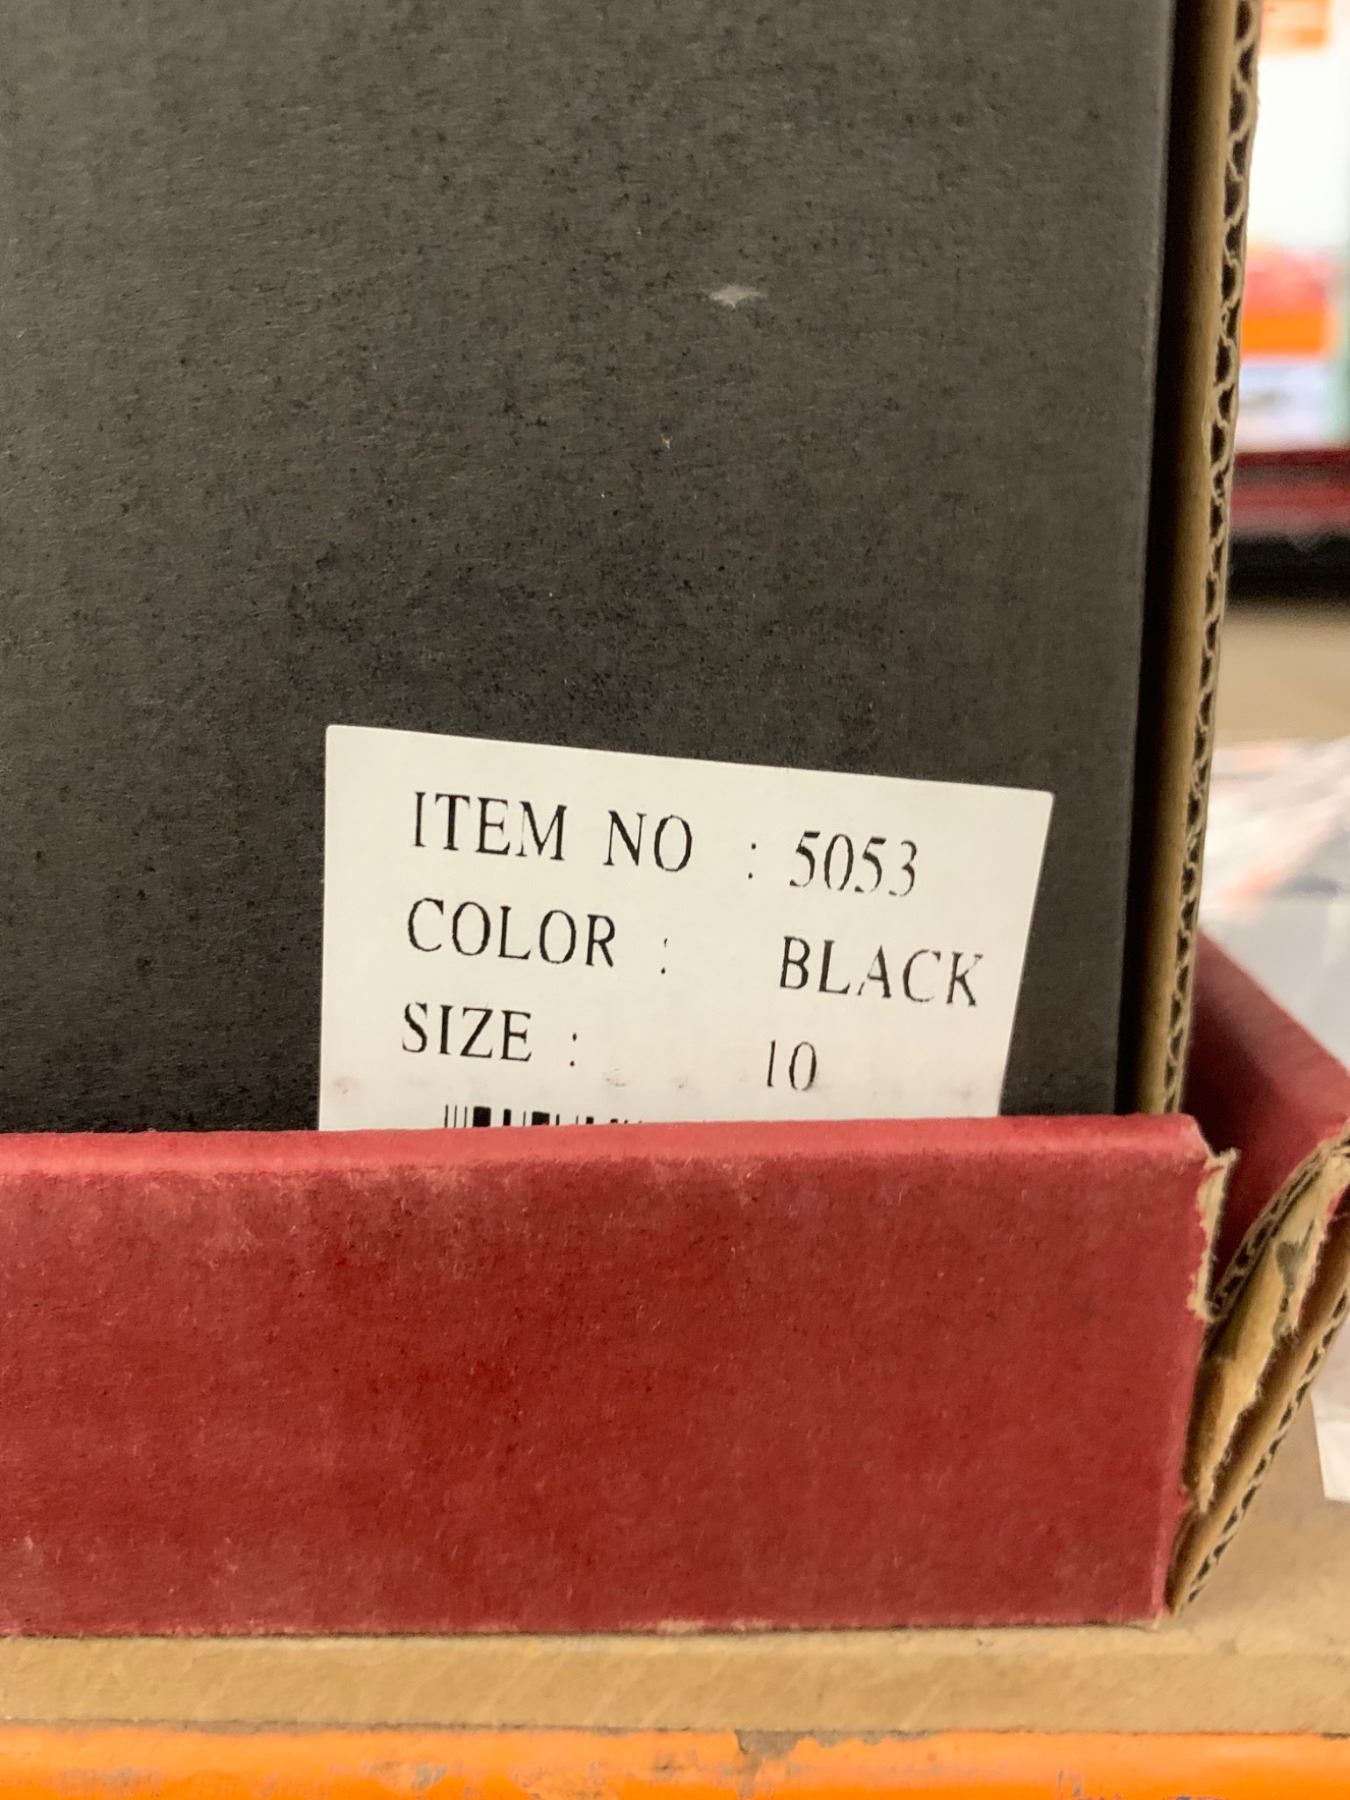 ITEM NO : 5053
COLOR : BLACK
SIZE : 10